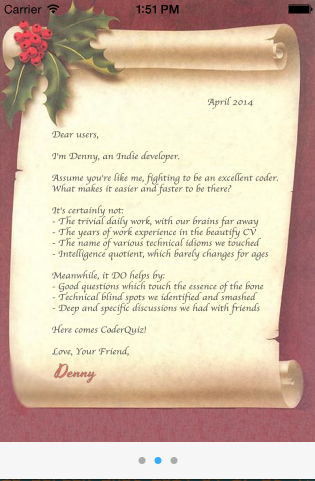 Carrier 1:51 PM
April 2014
Dear users,
I'm Denny, an Indie developer.
Assume you're like me, fighting to be an excellent coder.
What makes it easier and faster to be there?
It's certainly not:
- The trivial daily work, with our brains far away
- The years of work experience in the beautify CV
- The name of various technical idioms we touched
- Intelligence quotient, which barely changes for ages
Meanwhile, it DO helps by:
- Good questions which touch the essence of the bone
- Technical blind spots we identified and smashed
- Deep and specific discussions we had with friends
Here comes CoderQuiz!
Love, Your Friend,
Denny